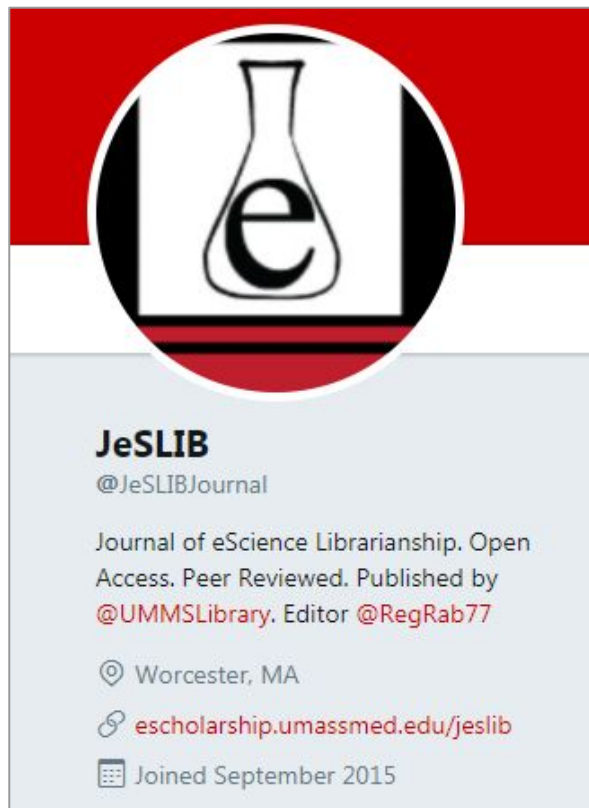 e
JeSLIB
@JeSLIBJournal
Journal of eScience Librarianship. Open
Access. Peer Reviewed. Published by
@UMMSLibrary. Editor @RegRab77
Worcester, MA
escholarship.umassmed.edu/jeslib
Joined September 2015